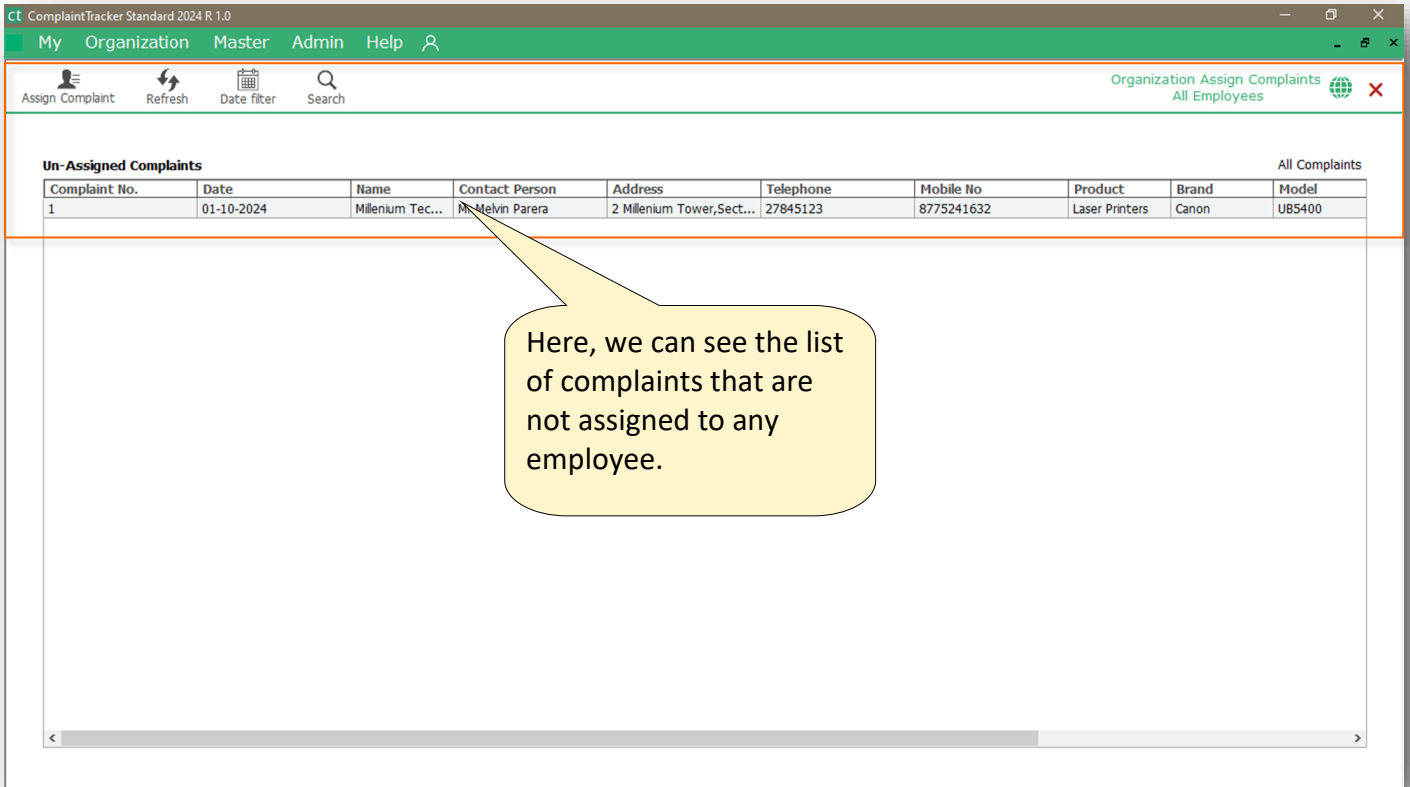 ct ComplaintTracker Standard 2024 R 1.0
My Organization Master Admin Help
Assign Complaint Refresh Date filter Search
Organization Assign Complaints
All Employees
Un-Assigned Complaints All Complaints
Complaint No. Date Name Contact Person Address Telephone Mobile No Product Brand Model
1 01-10-2024 Millenium Tec... Mr Melvin Parera 2 Millenium Tower,Sect... 27845123 8775241632 Laser Printers Canon UB5400
Here, we can see the list
of complaints that are
not assigned to any
employee.